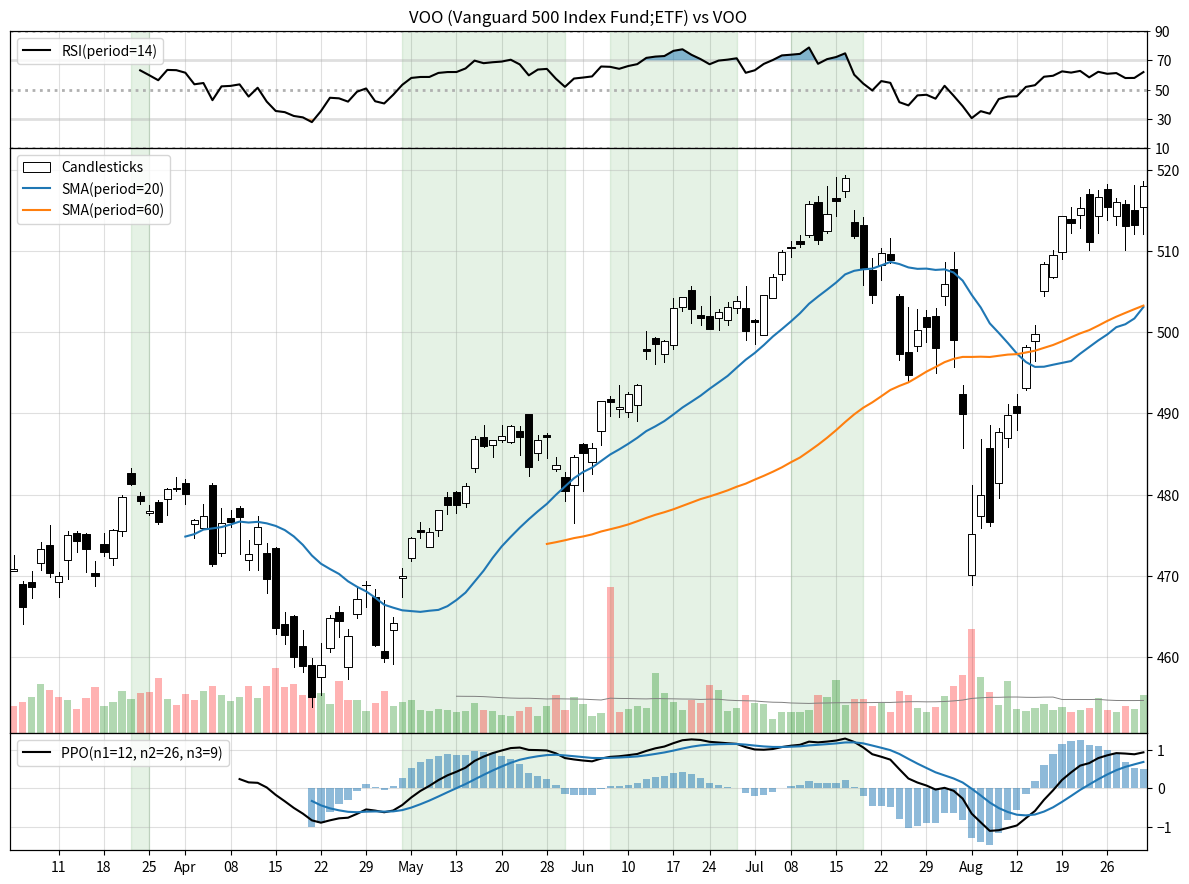 VOO (Vanguard 500 Index Fund;ETF) vs VOO
RSI(period=14)
90
70
50
30
10
Candlesticks
SMA(period=20)
SMA(period=60)
520
510
500
490
480
470
460
PPO(n1=12, n2=26, n3=9)
1
0
−1
11 18 25 Apr 08 15 22 29 May 13 20 28 Jun 10 17 24 Jul 08 15 22 29 Aug 12 19 26